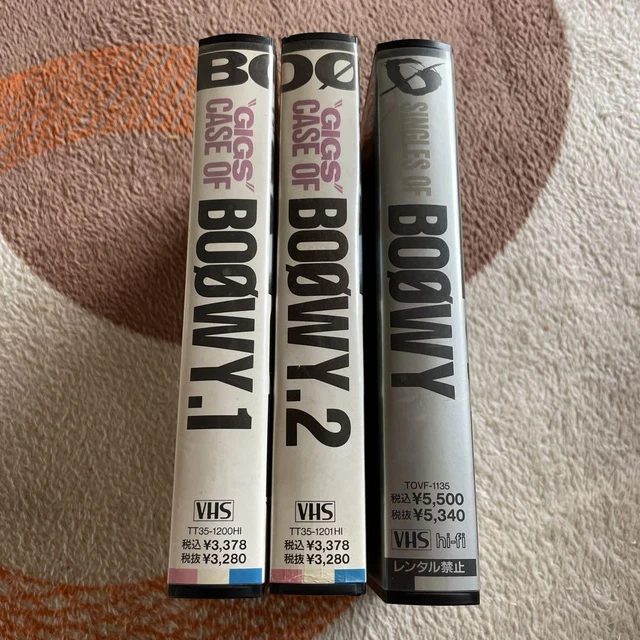 BO
"GIGS"
CASE OF
BOØWY.1
VHS
TT35-1200HI
税込 ¥3,378
税抜 ¥3,280
OØ
"GIGS"
CASE OF
BOØWY.2
VHS
TT35-1201HI
税込 ¥3,378
税抜 ¥3,280
SINGLES OF
BOØWY
TOVF-1135
税込 ¥5,500
税抜 ¥5,340
VHS hi-fi
レンタル禁止